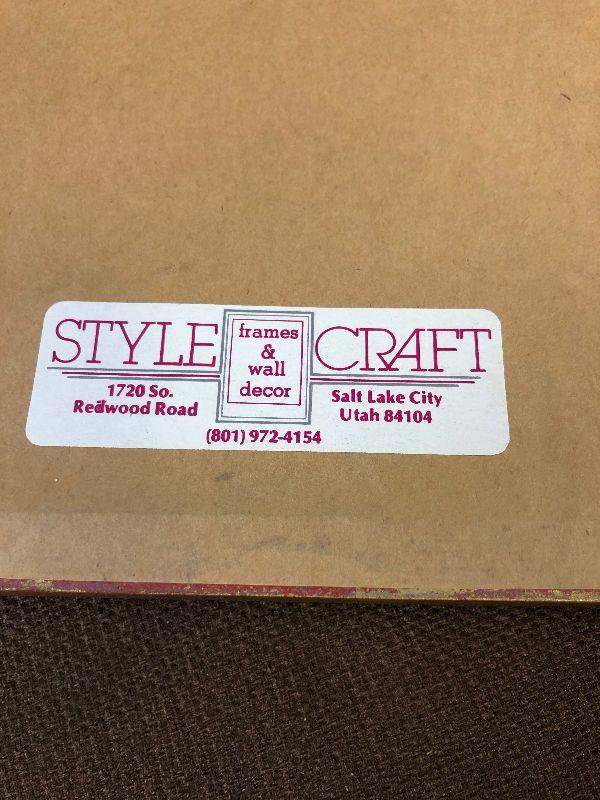 STYLE CRAFT
frames
&
wall
decor
1720 So.
Redwood Road
Salt Lake City
Utah 84104
(801) 972-4154